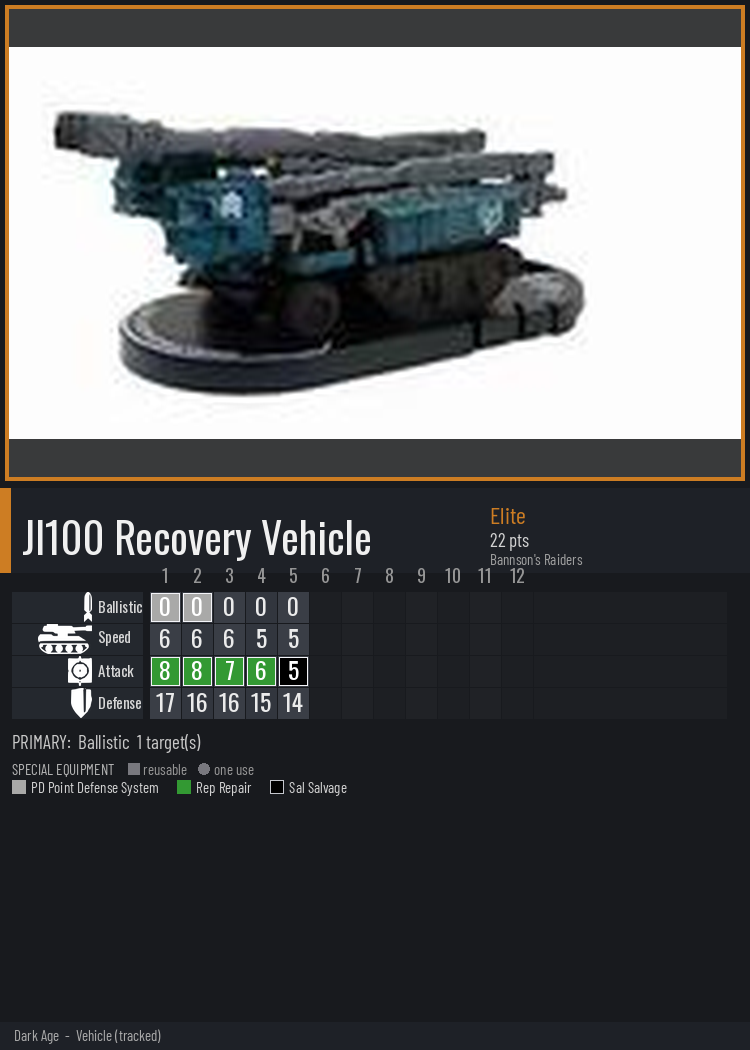 JI100 Recovery Vehicle
Elite
22 pts
Bannson's Raiders
1 2 3 4 5 6 7 8 9 10 11 12
Ballistic 0 0 0 0 0
Speed 6 6 6 5 5
Attack 8 8 7 6 5
Defense 17 16 16 15 14
PRIMARY: Ballistic 1 target(s)
SPECIAL EQUIPMENT reusable one use
PD Point Defense System Rep Repair Sal Salvage
Dark Age - Vehicle (tracked)